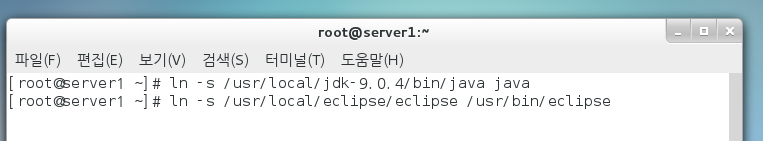 root@server1:~
파일(F) 편집(E) 보기(V) 검색(S) 터미널(T) 도움말(H)
[root@server1 ~]# ln -s /usr/local/jdk-9.0.4/bin/java java
[root@server1 ~]# ln -s /usr/local/eclipse/eclipse /usr/bin/eclipse